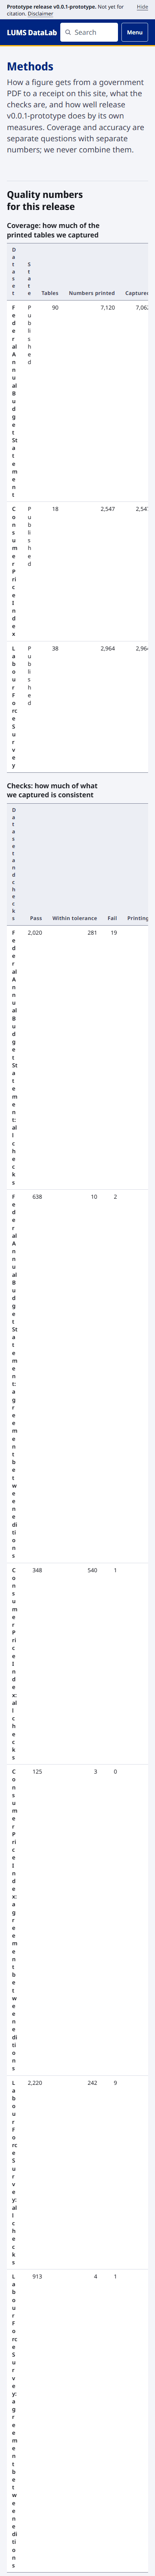 Prototype release v0.0.1-prototype. Not yet for citation. Disclaimer
Hide
LUMS DataLab
Search
Menu
Methods
How a figure gets from a government
PDF to a receipt on this site, what the
checks are, and how well release
v0.0.1-prototype does by its own
measures. Coverage and accuracy are
separate questions with separate
numbers; we never combine them.
Quality numbers
for this release
Coverage: how much of the
printed tables we captured
Dataset State Tables Numbers printed Captured
Federal Annual Budget Statement Published 90 7,120 7,06
Consumer Price Index Published 18 2,547 2,547
Labour Force Survey Published 38 2,964 2,964
Checks: how much of what
we captured is consistent
Dataset and checks Pass Within tolerance Fail Printing
Federal Annual Budget Statement: all checks 2,020 281 19
Federal Annual Budget Statement: agreement between editions 638 10 2
Consumer Price Index: all checks 348 540 1
Consumer Price Index: agreement between editions 125 3 0
Labour Force Survey: all checks 2,220 242 9
Labour Force Survey: agreement between editions 913 4 1